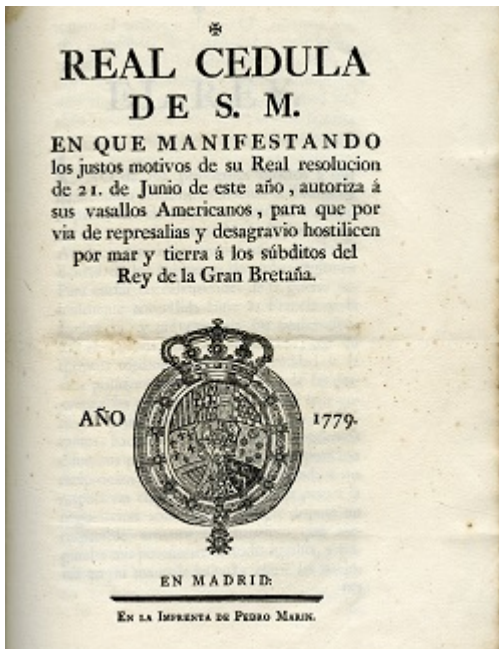 REAL CEDULA
DE S. M.
EN QUE MANIFESTANDO
los justos motivos de su Real resolucion
de 21. de Junio de este año, autoriza á
sus vasallos Americanos, para que por
via de represalias y desagravio hostilicen
por mar y tierra á los súbditos del
Rey de la Gran Bretaña.
AÑO 1779.
EN MADRID:
EN LA IMPRENTA DE PEDRO MARIN.